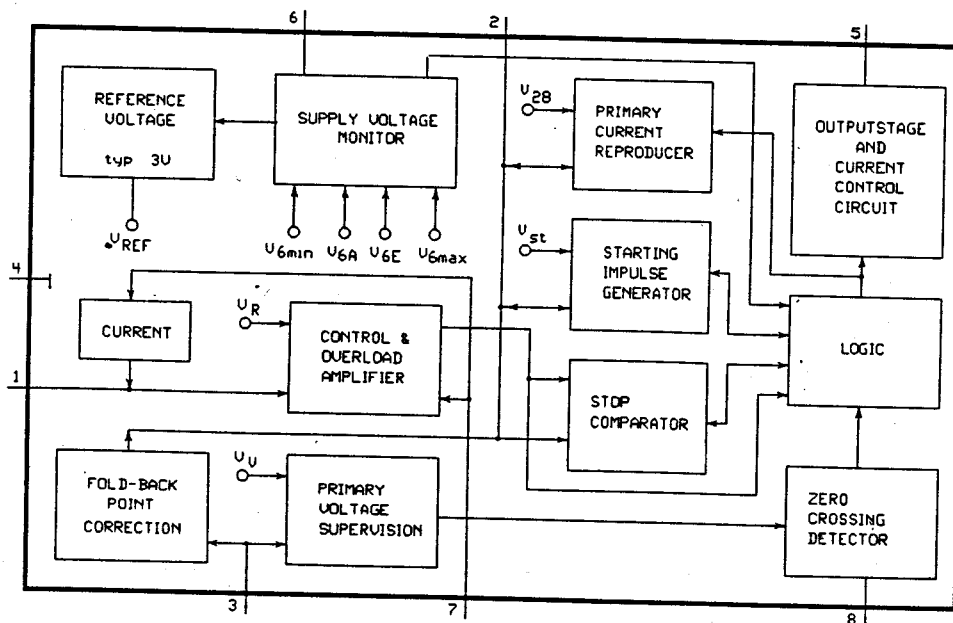 6
2
5
REFERENCE
VOLTAGE
typ 3V
VREF
SUPPLY VOLTAGE
MONITOR
V6min
V6A
V6E
V6max
V28
PRIMARY
CURRENT
REPRODUCER
OUTPUTSTAGE
AND
CURRENT
CONTROL
CIRCUIT
Vst
STARTING
IMPULSE
GENERATOR
4
CURRENT
1
VR
CONTROL &
OVERLOAD
AMPLIFIER
STOP
COMPARATOR
LOGIC
FOLD-BACK
POINT
CORRECTION
VV
PRIMARY
VOLTAGE
SUPERVISION
ZERO
CROSSING
DETECTOR
3
7
8